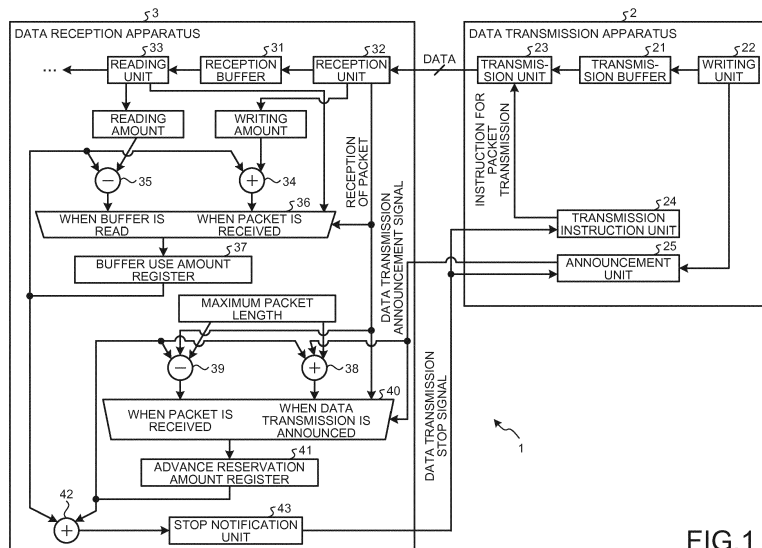 3
DATA RECEPTION APPARATUS
33
31
32
READING UNIT
RECEPTION BUFFER
RECEPTION UNIT
...
READING AMOUNT
WRITING AMOUNT
−
35
+
34
RECEPTION OF PACKET
36
WHEN BUFFER IS READ
WHEN PACKET IS RECEIVED
37
BUFFER USE AMOUNT REGISTER
DATA TRANSMISSION ANNOUNCEMENT SIGNAL
MAXIMUM PACKET LENGTH
−
39
+
38
40
WHEN PACKET IS RECEIVED
WHEN DATA TRANSMISSION IS ANNOUNCED
41
ADVANCE RESERVATION AMOUNT REGISTER
42
+
43
STOP NOTIFICATION UNIT
DATA
DATA TRANSMISSION STOP SIGNAL
2
DATA TRANSMISSION APPARATUS
23
21
22
TRANSMIS-SION UNIT
TRANSMIS-SION BUFFER
WRITING UNIT
INSTRUCTION FOR PACKET TRANSMISSION
24
TRANSMISSION INSTRUCTION UNIT
25
ANNOUNCEMENT UNIT
1
FIG.1